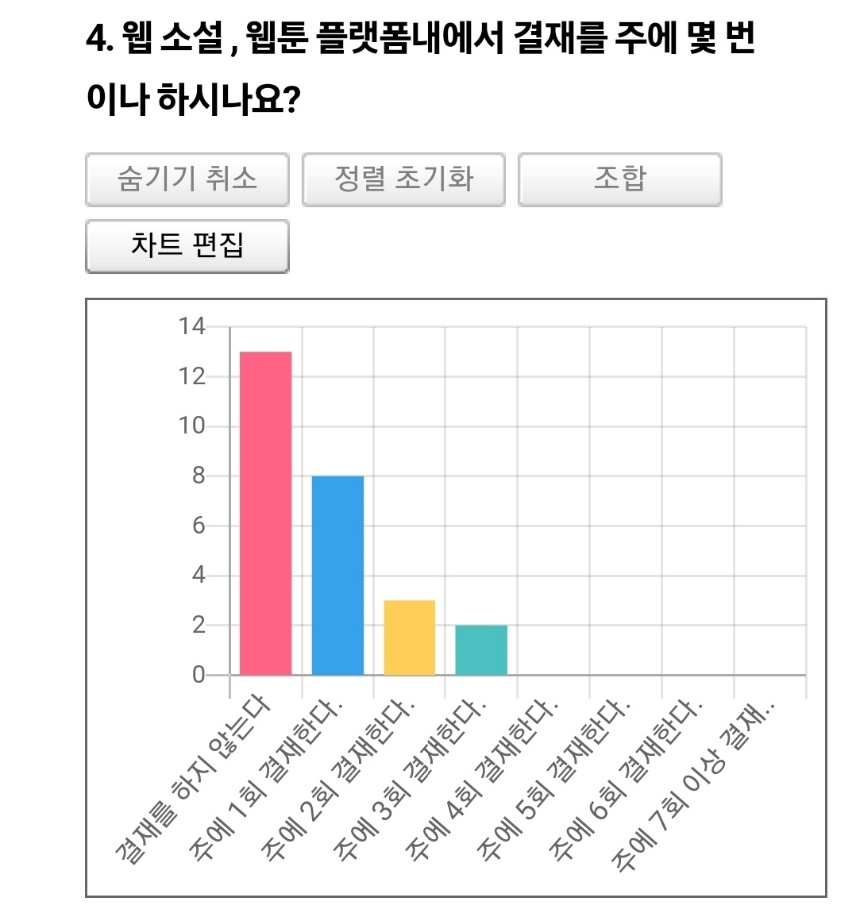 4. 웹 소설 , 웹툰 플랫폼내에서 결재를 주에 몇 번
이나 하시나요?
숨기기 취소
정렬 초기화
조합
차트 편집
14
12
10
8
6
4
2
0
결재를 하지 않는다
주에 1회 결재한다.
주에 2회 결재한다.
주에 3회 결재한다.
주에 4회 결재한다.
주에 5회 결재한다.
주에 6회 결재한다.
주에 7회 이상 결재..